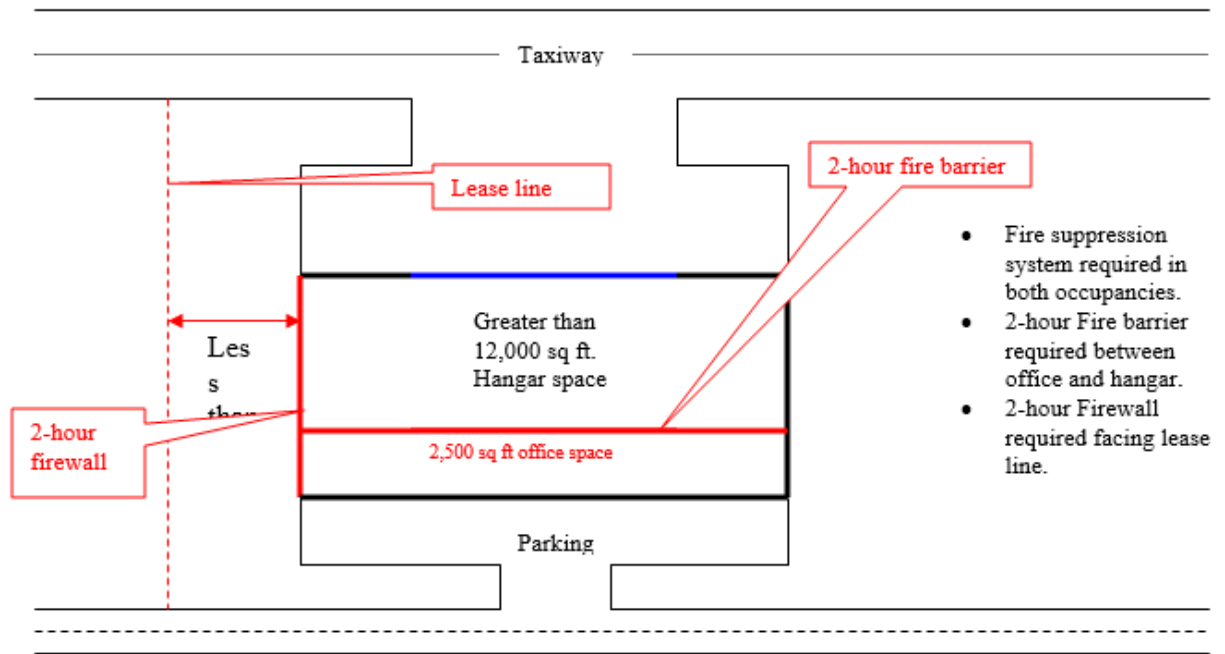 Taxiway
Lease line
2-hour fire barrier
● Fire suppression
system required in
both occupancies.
● 2-hour Fire barrier
required between
office and hangar.
● 2-hour Firewall
required facing lease
line.
Greater than
12,000 sq ft.
Hangar space
Les
s
than
2-hour
firewall
2,500 sq ft office space
Parking